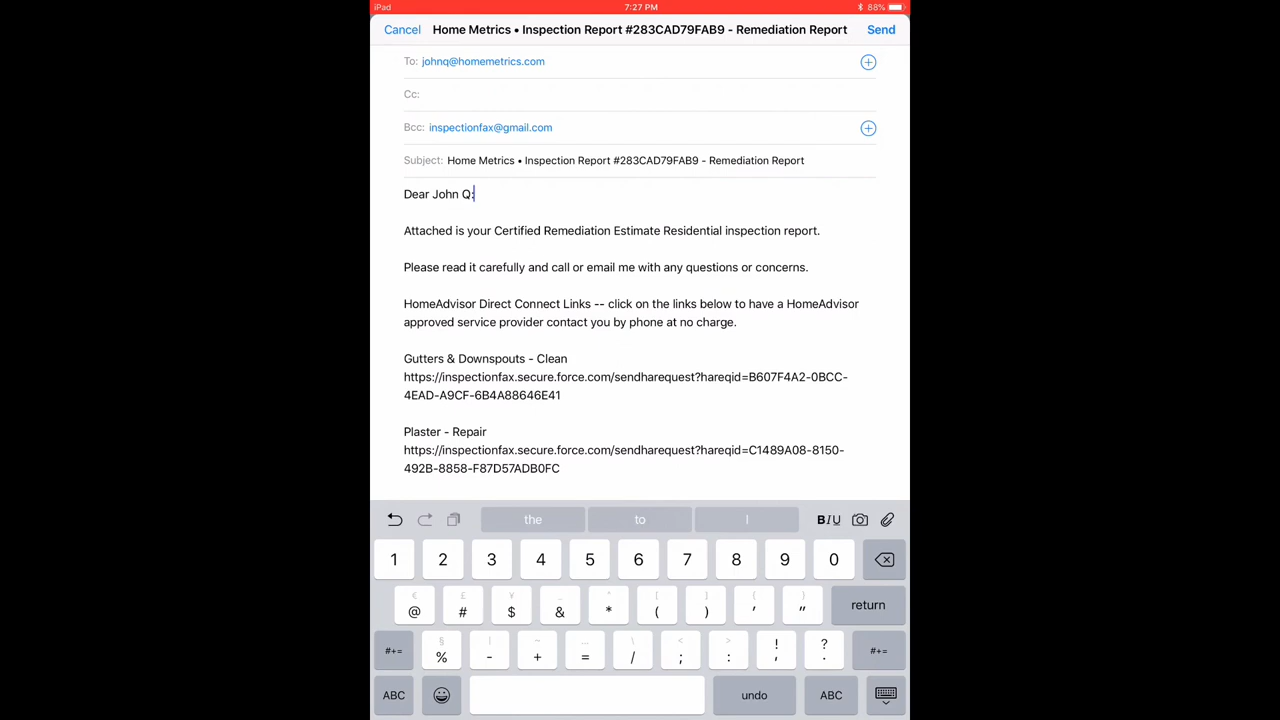 iPad 7:27 PM 88%
Cancel Home Metrics • Inspection Report #283CAD79FAB9 - Remediation Report Send
To: johnq@homemetrics.com
Cc:
Bcc: inspectionfax@gmail.com
Subject: Home Metrics • Inspection Report #283CAD79FAB9 - Remediation Report
Dear John Q:
Attached is your Certified Remediation Estimate Residential inspection report.
Please read it carefully and call or email me with any questions or concerns.
HomeAdvisor Direct Connect Links -- click on the links below to have a HomeAdvisor
approved service provider contact you by phone at no charge.
Gutters & Downspouts - Clean
https://inspectionfax.secure.force.com/sendharequest?hareqid=B607F4A2-0BCC-
4EAD-A9CF-6B4A88646E41
Plaster - Repair
https://inspectionfax.secure.force.com/sendharequest?hareqid=C1489A08-8150-
492B-8858-F87D57ADB0FC
the to I BIU
1 2 3 4 5 6 7 8 9 0
€ £ ¥ _ ^ [ ] { }
@ # $ & * ( ) ' " return
§ | ~ … \ < > ! ?
#+= % - + = / ; : , . #+=
ABC undo ABC